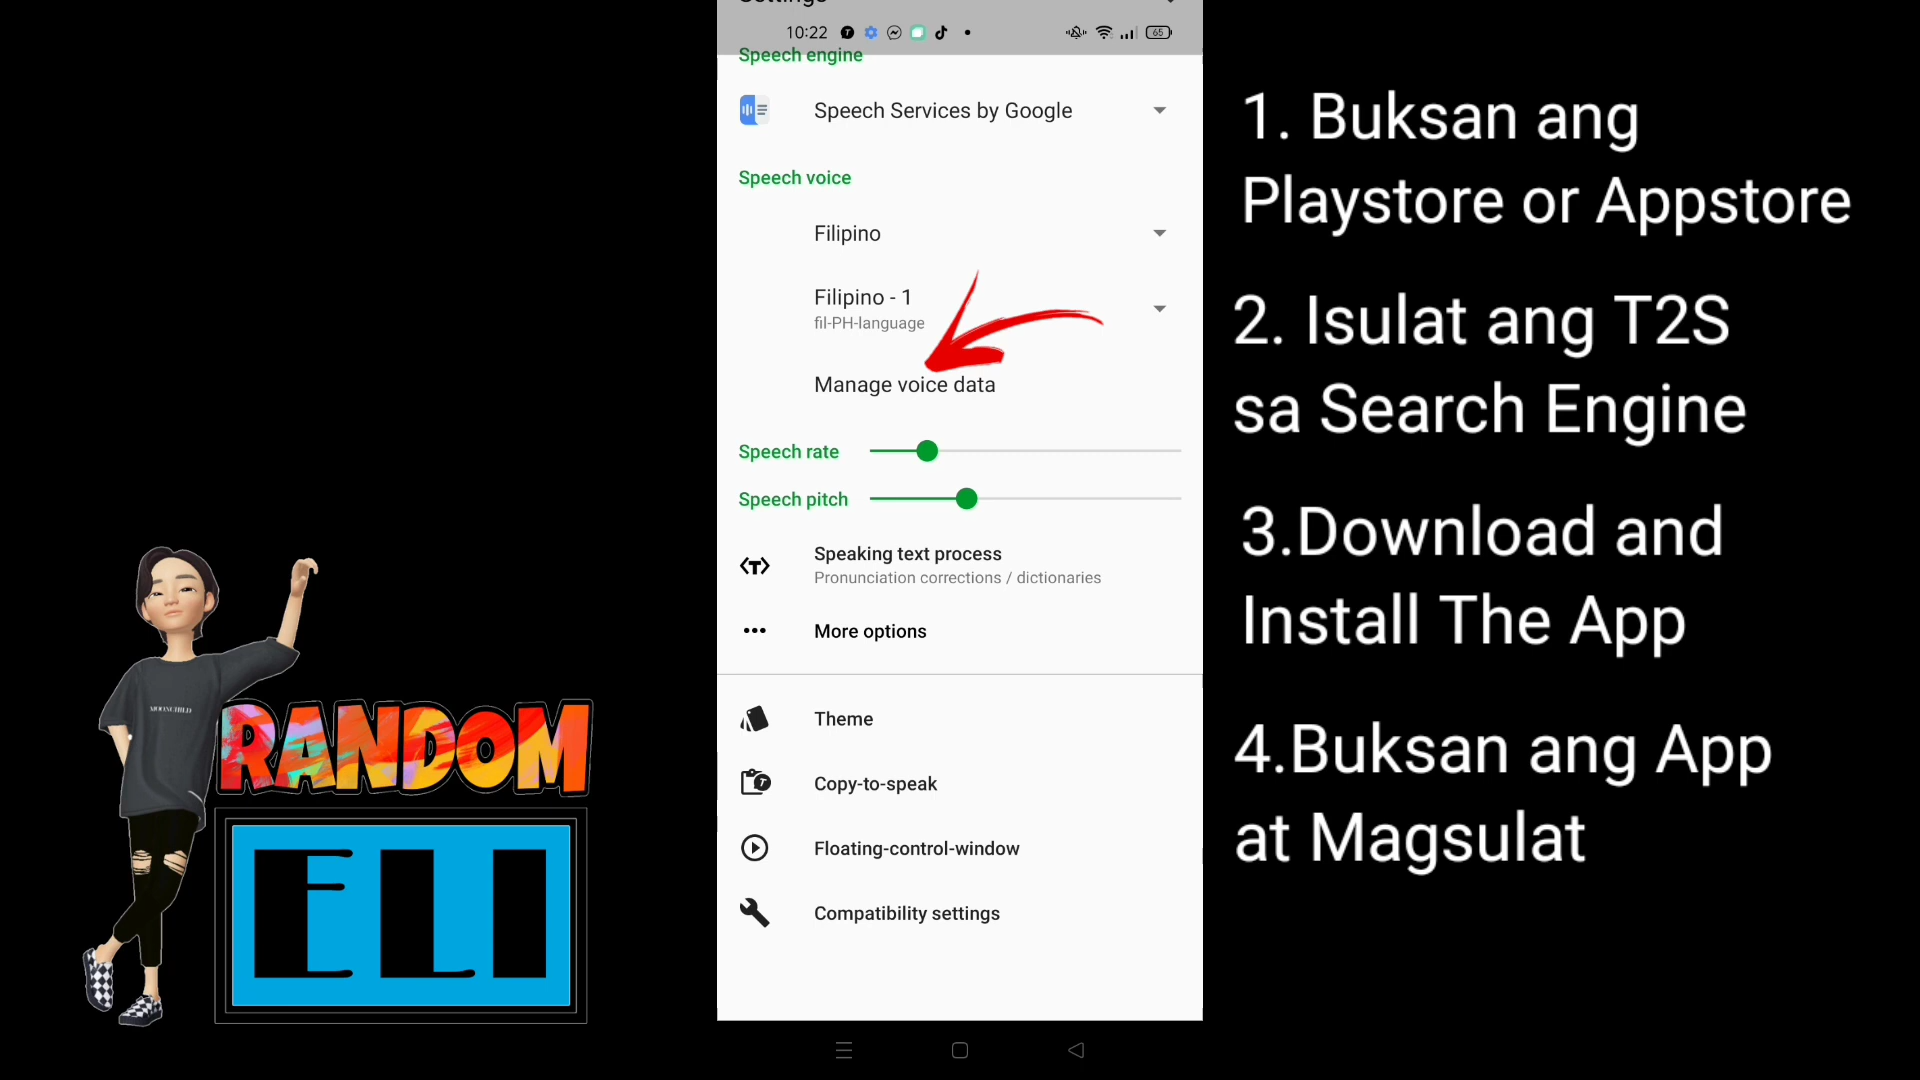 Settings
10:22
65
Speech engine
Speech Services by Google
Speech voice
Filipino
Filipino - 1
fil-PH-language
Manage voice data
Speech rate
Speech pitch
Speaking text process
Pronunciation corrections / dictionaries
More options
Theme
Copy-to-speak
Floating-control-window
Compatibility settings
1. Buksan ang
Playstore or Appstore
2. Isulat ang T2S
sa Search Engine
3.Download and
Install The App
4.Buksan ang App
at Magsulat
MOONCHILD
RANDOM
ELI